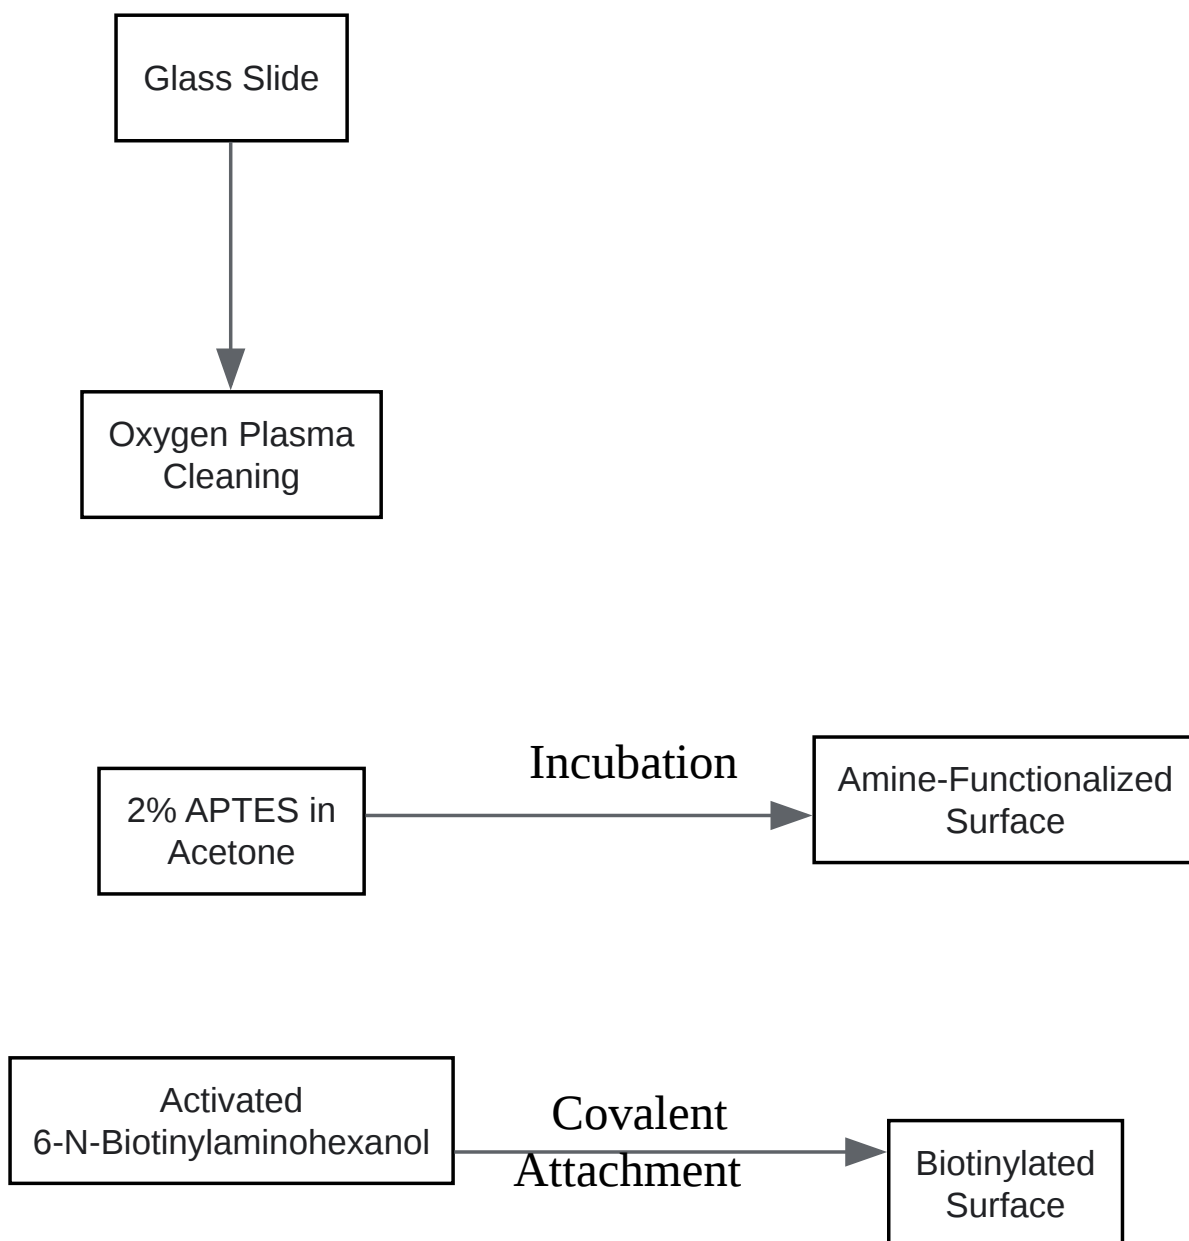 Glass Slide
Oxygen Plasma
Cleaning
Incubation
2% APTES in
Acetone
Amine-Functionalized
Surface
Activated
6-N-Biotinylaminohexanol
Covalent
Attachment
Biotinylated
Surface